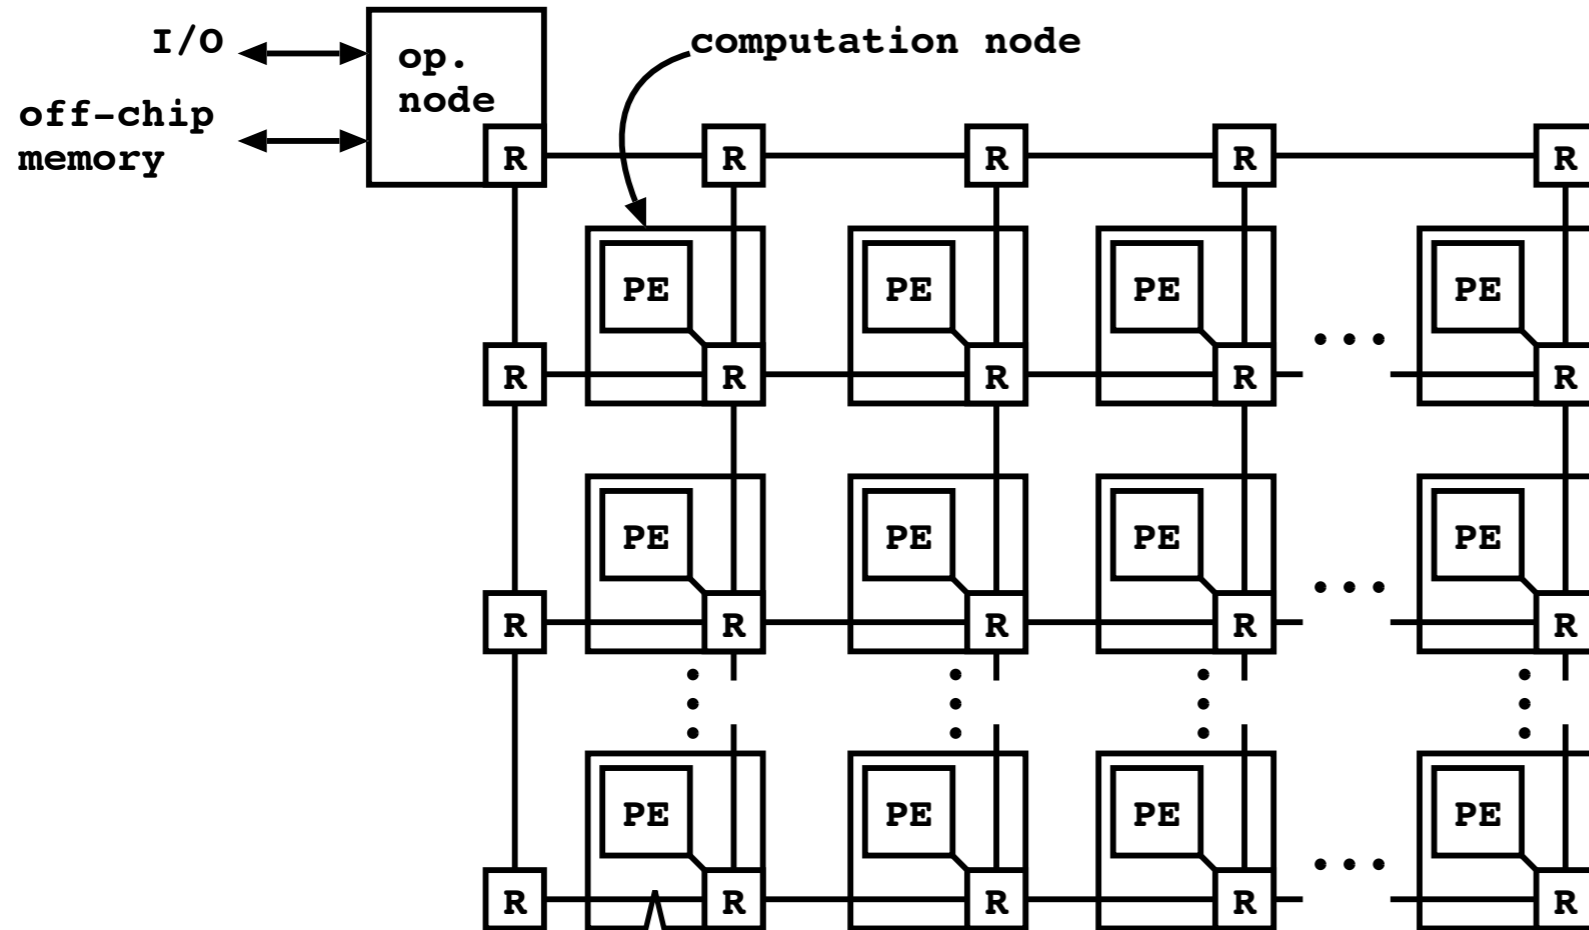 I/O
off-chip
memory
op.
node
computation node
R R R R R
PE PE PE PE
R R R R R
PE PE PE PE
R R R R R
PE PE PE PE
R R R R R